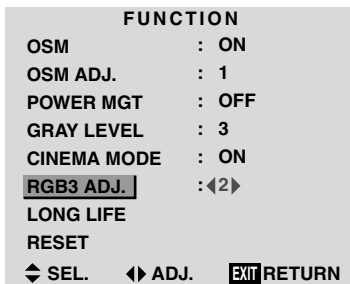 FUNCTION
OSM : ON
OSM ADJ. : 1
POWER MGT : OFF
GRAY LEVEL : 3
CINEMA MODE : ON
RGB3 ADJ. : 2
LONG LIFE
RESET
SEL. ADJ. EXIT RETURN